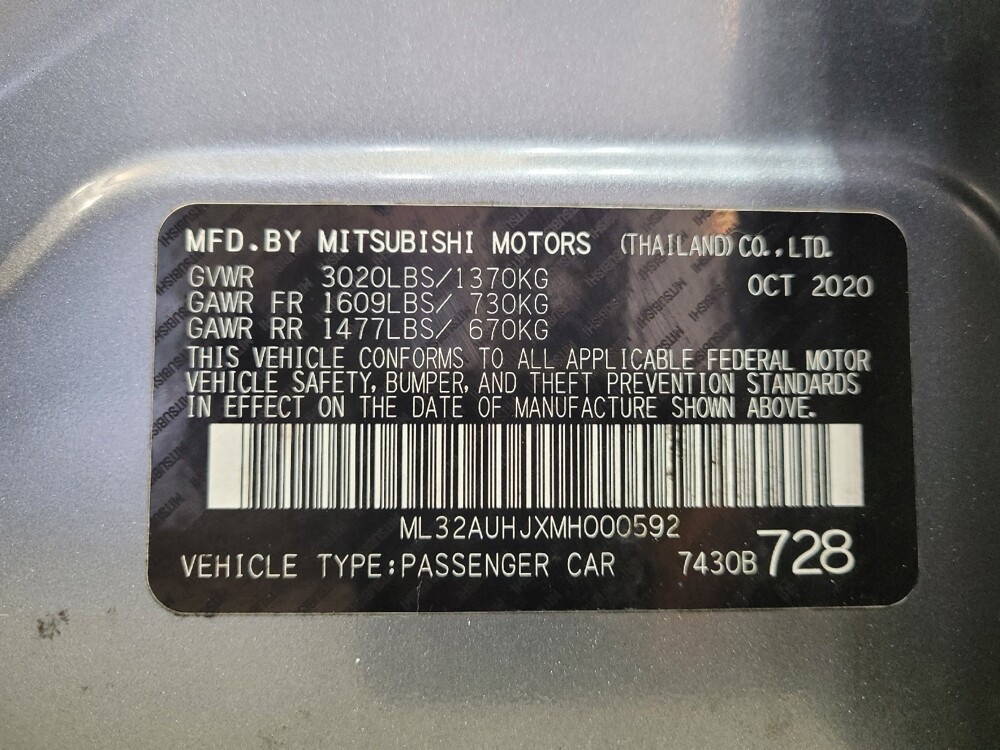 MFD.BY MITSUBISHI MOTORS (THAILAND) CO., LTD.
GVWR 3020LBS/1370KG OCT 2020
GAWR FR 1609LBS/ 730KG
GAWR RR 1477LBS/ 670KG
THIS VEHICLE CONFORMS TO ALL APPLICABLE FEDERAL MOTOR
VEHICLE SAFETY, BUMPER, AND THEFT PREVENTION STANDARDS
IN EFFECT ON THE DATE OF MANUFACTURE SHOWN ABOVE.
ML32AUHJXMH000592
VEHICLE TYPE:PASSENGER CAR 7430B 728